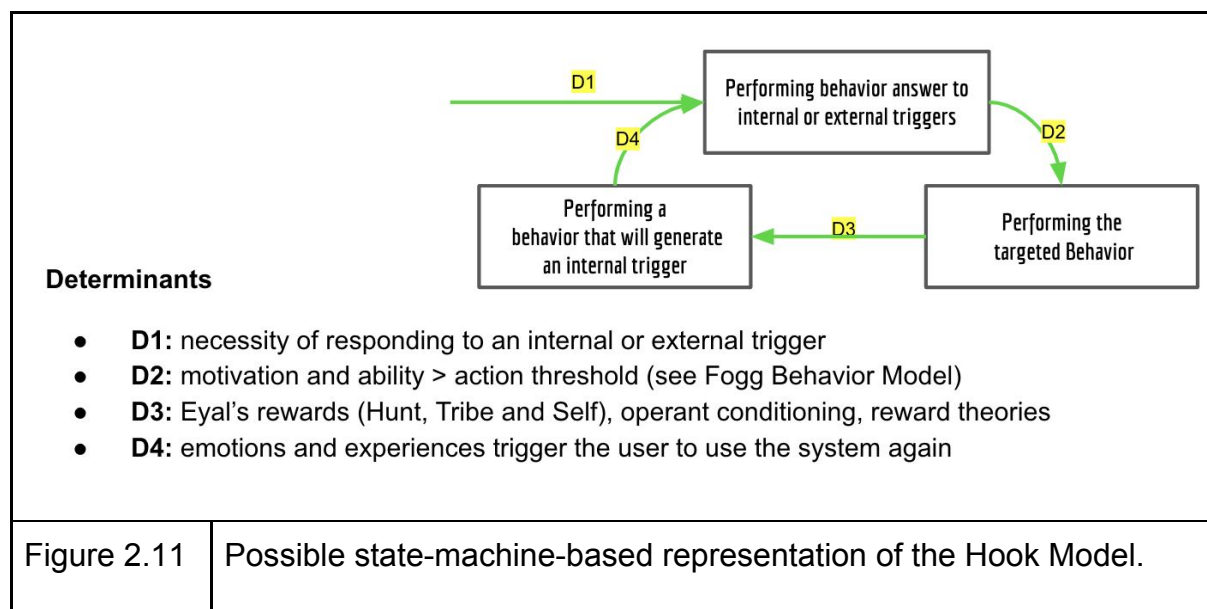 D1
Performing behavior answer to
internal or external triggers
D4
D2
Performing a
behavior that will generate
an internal trigger
D3
Performing the
targeted Behavior
Determinants
● D1: necessity of responding to an internal or external trigger
● D2: motivation and ability > action threshold (see Fogg Behavior Model)
● D3: Eyal's rewards (Hunt, Tribe and Self), operant conditioning, reward theories
● D4: emotions and experiences trigger the user to use the system again
Figure 2.11 Possible state-machine-based representation of the Hook Model.